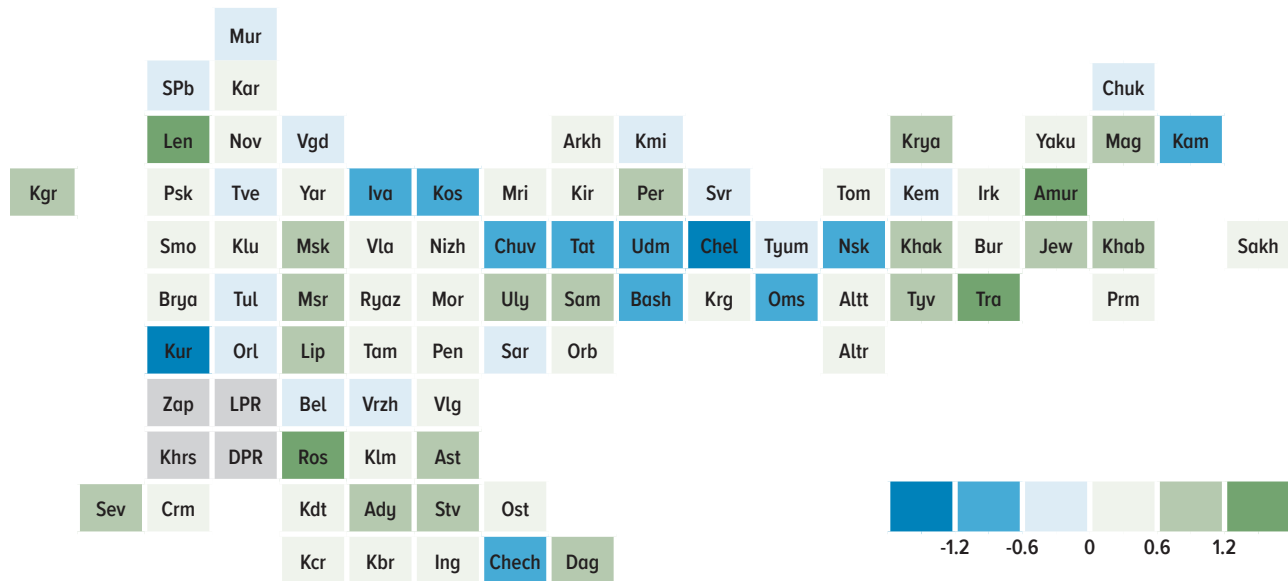 Mur
SPb Kar Chuk
Len Nov Vgd Arkh Kmi Krya Yaku Mag Kam
Kgr Psk Tve Yar Iva Kos Mri Kir Per Svr Tom Kem Irk Amur
Smo Klu Msk Vla Nizh Chuv Tat Udm Chel Tyum Nsk Khak Bur Jew Khab Sakh
Brya Tul Msr Ryaz Mor Uly Sam Bash Krg Oms Altt Tyv Tra Prm
Kur Orl Lip Tam Pen Sar Orb Altr
Zap LPR Bel Vrzh Vlg
Khrs DPR Ros Klm Ast
Sev Crm Kdt Ady Stv Ost
Kcr Kbr Ing Chech Dag
-1.2 -0.6 0 0.6 1.2